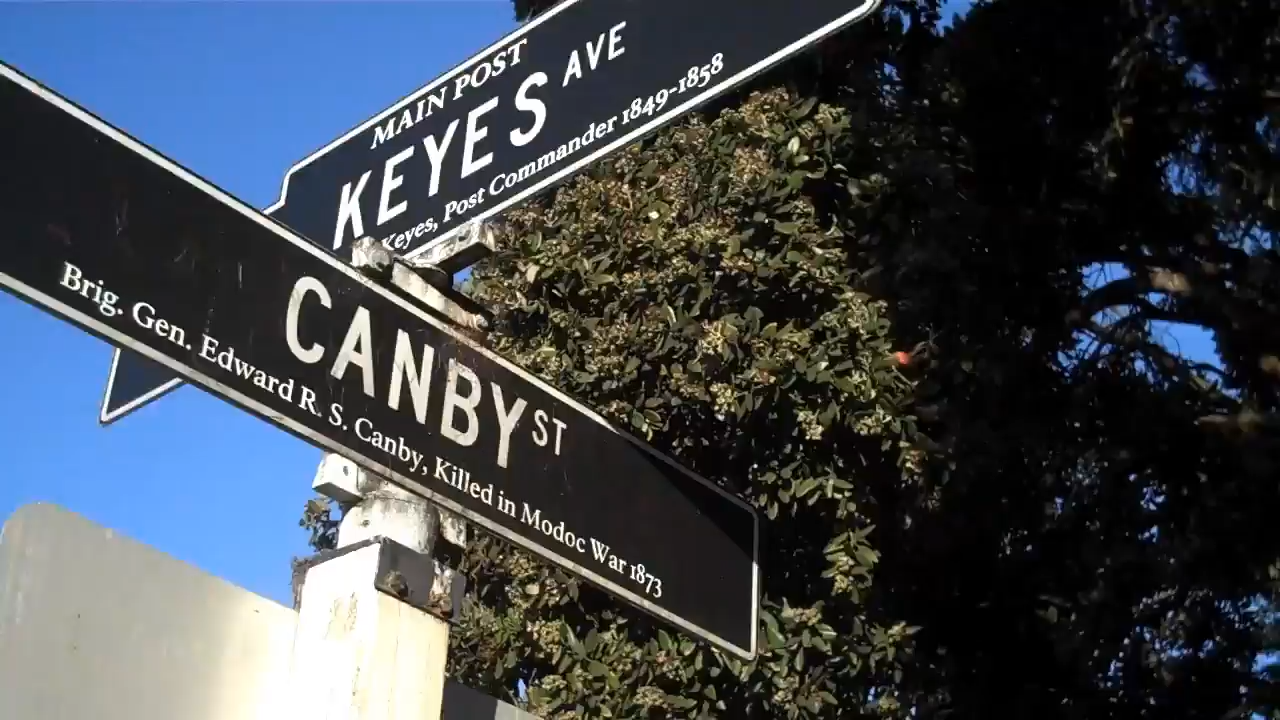 MAIN POST
KEYES AVE
Keyes, Post Commander 1849-1858
CANBY ST
Brig. Gen. Edward R. S. Canby, Killed in Modoc War 1873